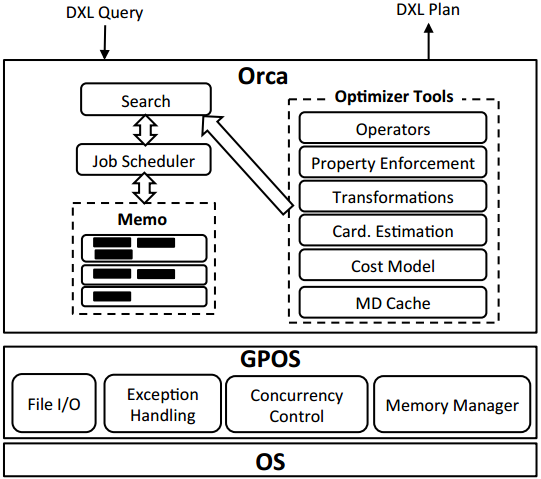 DXL Query
DXL Plan
Orca
Search
Job Scheduler
Memo
Optimizer Tools
Operators
Property Enforcement
Transformations
Card. Estimation
Cost Model
MD Cache
GPOS
File I/O
Exception
Handling
Concurrency
Control
Memory Manager
OS